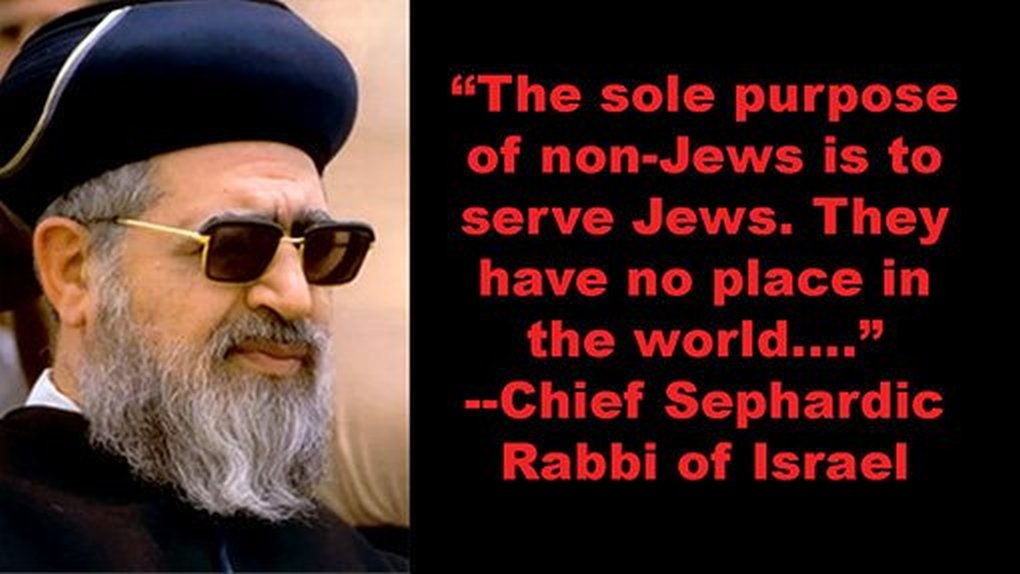 “The sole purpose
of non-Jews is to
serve Jews. They
have no place in
the world....”
--Chief Sephardic
Rabbi of Israel